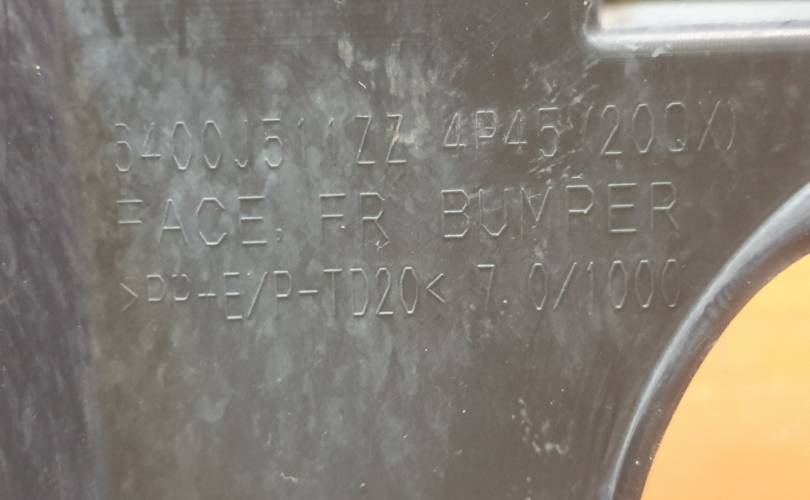 6400J511ZZ 4P45 (20QX)
FACE, FR BUMPER
>PP-E/P-TD20< 7.0/1000